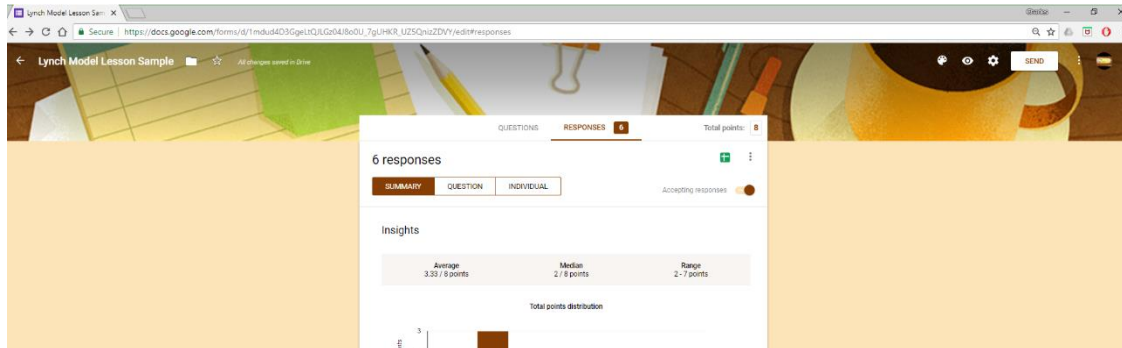 Lynch Model Lesson Sam
Charles
Secure https://docs.google.com/forms/d/1mdud4D3GgeLtQJLGz04J8o0U_7gUHKR_UZ5QnizZDVY/edit#responses
Lynch Model Lesson Sample All changes saved in Drive SEND
QUESTIONS RESPONSES 6 Total points: 8
6 responses
SUMMARY QUESTION INDIVIDUAL Accepting responses
Insights
Average Median Range
3.33 / 8 points 2 / 8 points 2 - 7 points
Total points distribution
3